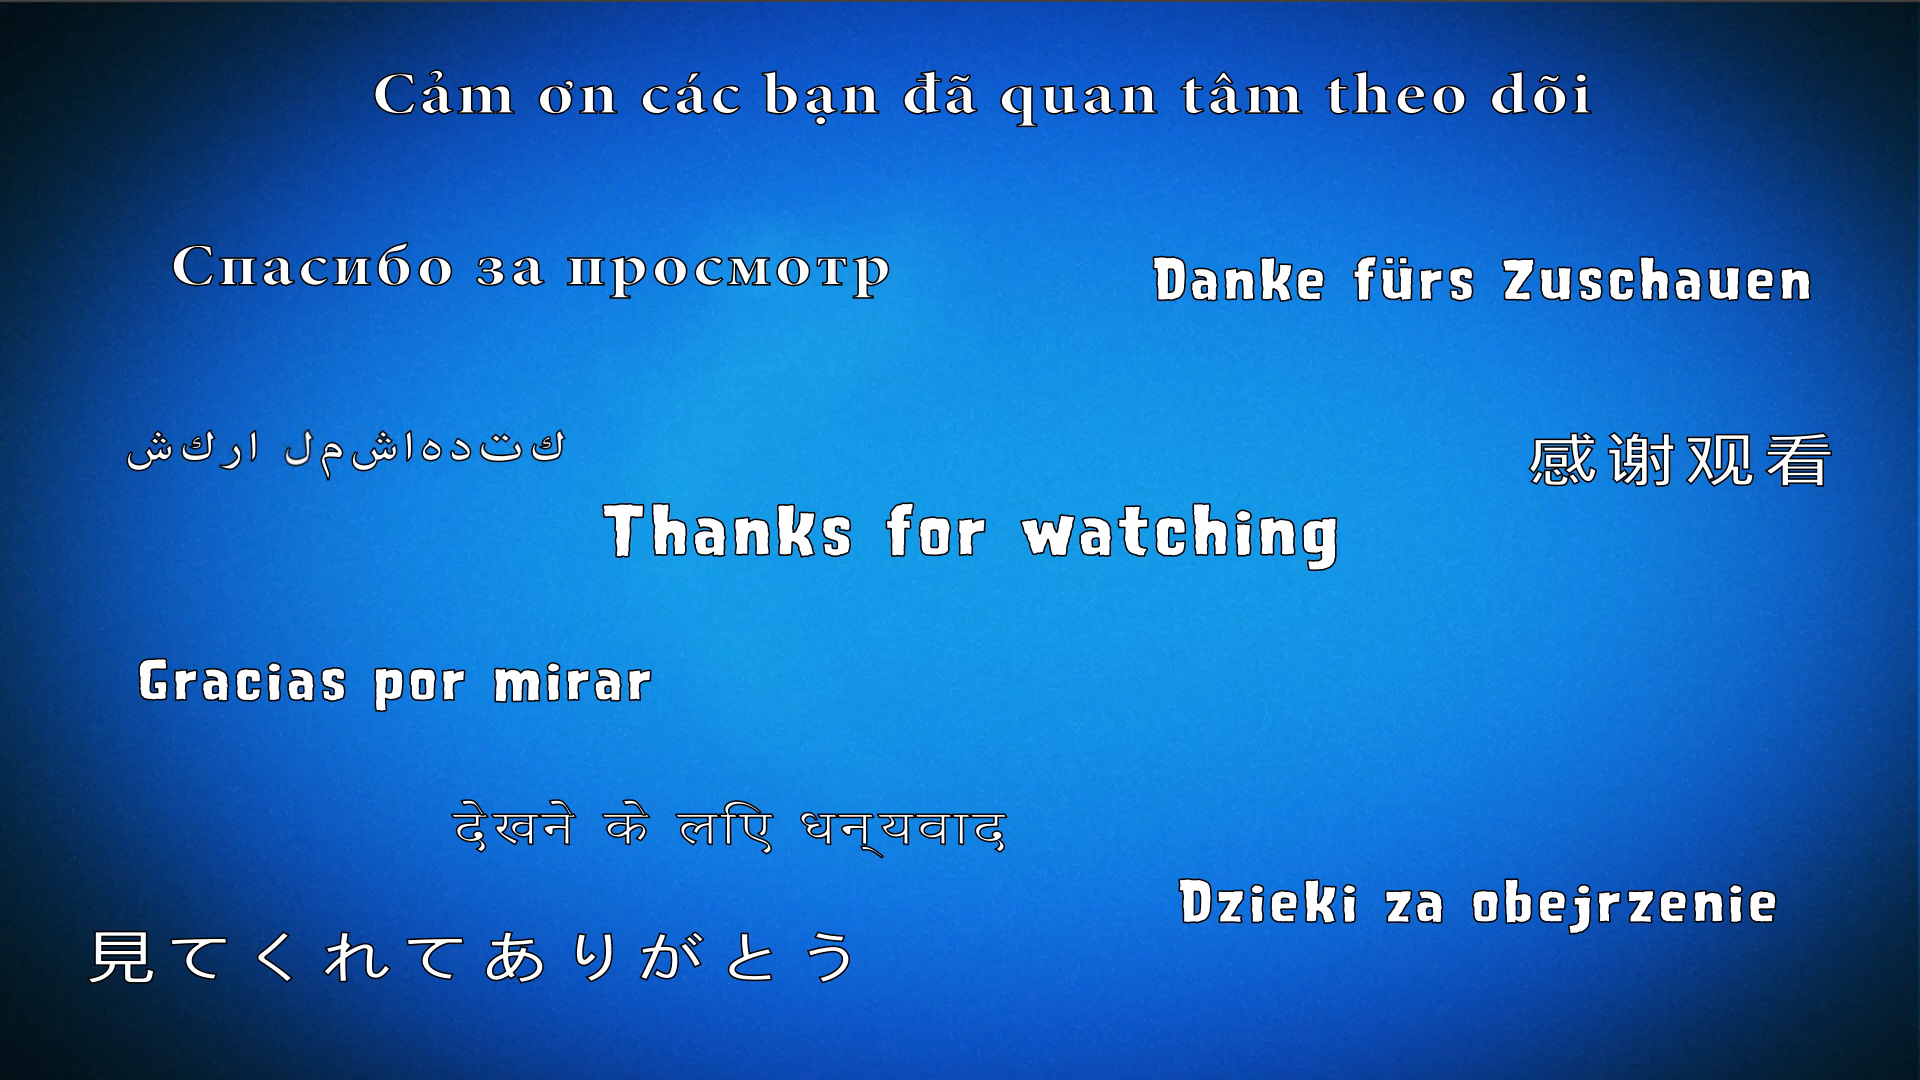 Cảm ơn các bạn đã quan tâm theo dõi
Спасибо за просмотр
Danke fürs Zuschauen
شكرا لمشاهدتك
感谢观看
Thanks for watching
Gracias por mirar
देखने के लिए धन्यवाद
Dzieki za obejrzenie
見てくれてありがとう